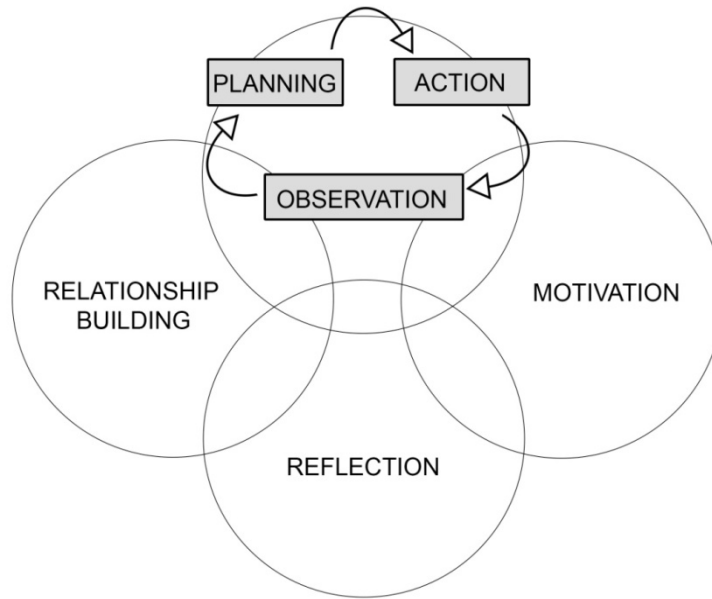 PLANNING
ACTION
OBSERVATION
RELATIONSHIP
BUILDING
MOTIVATION
REFLECTION